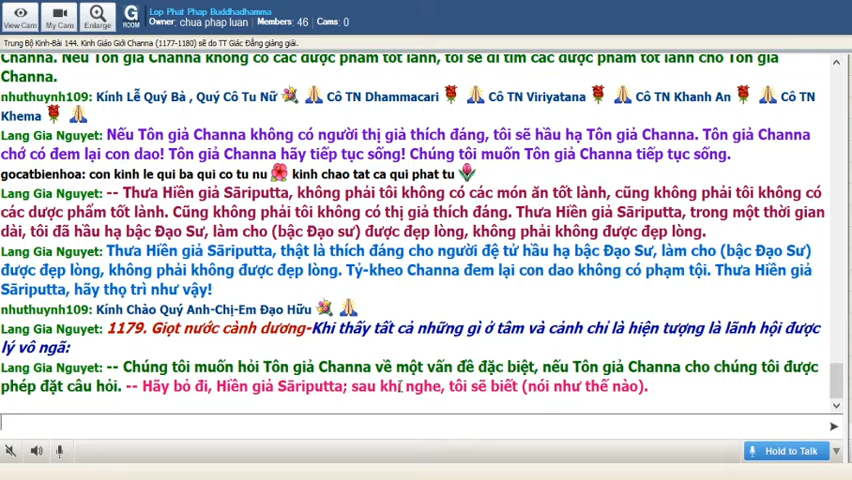 Lop Phat Phap Buddhadhamma
Owner: chua phap luan Members: 46 Cams: 0
View Cam My Cam Enlarge G ROOM
Trung Bộ Kinh-Bài 144. Kinh Giáo Giới Channa (1177-1180) sẽ do TT Giác Đẳng giảng giải.
Channa. Nếu Tôn giả Channa không có các dược phẩm tốt lành, tôi sẽ đi tìm các dược phẩm tốt lành cho Tôn giả
Channa.
nhuthuynh109: Kính Lễ Quý Bà , Quý Cô Tu Nữ Cô TN Dhammacari Cô TN Viriyatana Cô TN Khanh An Cô TN
Khema
Lang Gia Nguyet: Nếu Tôn giả Channa không có người thị giả thích đáng, tôi sẽ hầu hạ Tôn giả Channa. Tôn giả Channa
chớ có đem lại con dao! Tôn giả Channa hãy tiếp tục sống! Chúng tôi muốn Tôn giả Channa tiếp tục sống.
gocatbienhoa: con kinh le qui ba qui co tu nu kinh chao tat ca qui phat tu
Lang Gia Nguyet: -- Thưa Hiền giả Sāriputta, không phải tôi không có các món ăn tốt lành, cũng không phải tôi không có
các dược phẩm tốt lành. Cũng không phải tôi không có thị giả thích đáng. Thưa Hiền giả Sāriputta, trong một thời gian
dài, tôi đã hầu hạ bậc Đạo Sư, làm cho (bậc Đạo sư) được đẹp lòng, không phải không được đẹp lòng.
Lang Gia Nguyet: Thưa Hiền giả Sāriputta, thật là thích đáng cho người đệ tử hầu hạ bậc Đạo Sư, làm cho (bậc Đạo Sư)
được đẹp lòng, không phải không được đẹp lòng. Tỷ-kheo Channa đem lại con dao không có phạm tội. Thưa Hiền giả
Sāriputta, hãy thọ trì như vậy!
nhuthuynh109: Kính Chào Quý Anh-Chị-Em Đạo Hữu
Lang Gia Nguyet: 1179. Giọt nước cành dương-Khi thấy tất cả những gì ở tâm và cảnh chỉ là hiện tượng là lãnh hội được
lý vô ngã:
Lang Gia Nguyet: -- Chúng tôi muốn hỏi Tôn giả Channa về một vấn đề đặc biệt, nếu Tôn giả Channa cho chúng tôi được
phép đặt câu hỏi. -- Hãy bỏ đi, Hiền giả Sāriputta; sau khi nghe, tôi sẽ biết (nói như thế nào).
Hold to Talk